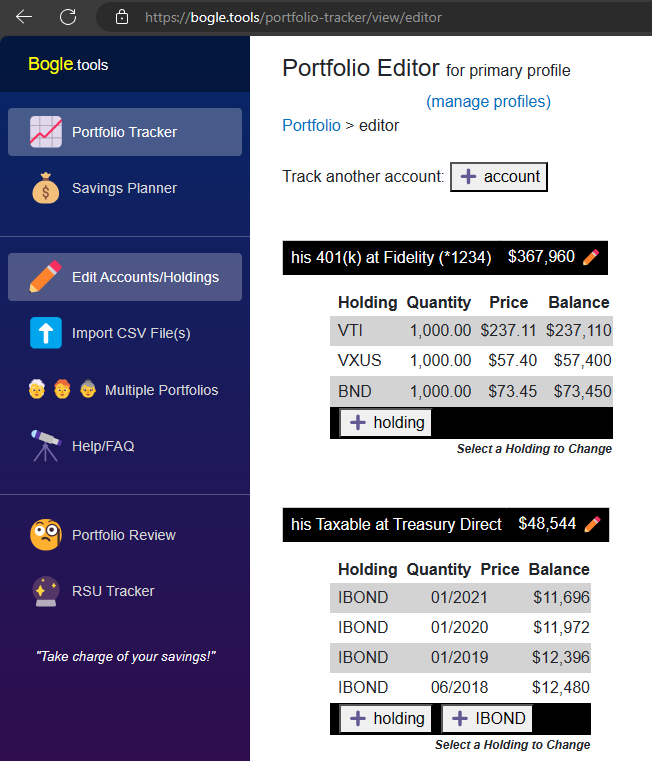 https://bogle.tools/portfolio-tracker/view/editor
Bogle.tools
Portfolio Tracker
Savings Planner
Edit Accounts/Holdings
Import CSV File(s)
Multiple Portfolios
Help/FAQ
Portfolio Review
RSU Tracker
"Take charge of your savings!"
Portfolio Editor for primary profile
(manage profiles)
Portfolio > editor
Track another account: + account
his 401(k) at Fidelity (*1234) $367,960
Holding Quantity Price Balance
VTI 1,000.00 $237.11 $237,110
VXUS 1,000.00 $57.40 $57,400
BND 1,000.00 $73.45 $73,450
+ holding
Select a Holding to Change
his Taxable at Treasury Direct $48,544
Holding Quantity Price Balance
IBOND 01/2021 $11,696
IBOND 01/2020 $11,972
IBOND 01/2019 $12,396
IBOND 06/2018 $12,480
+ holding + IBOND
Select a Holding to Change